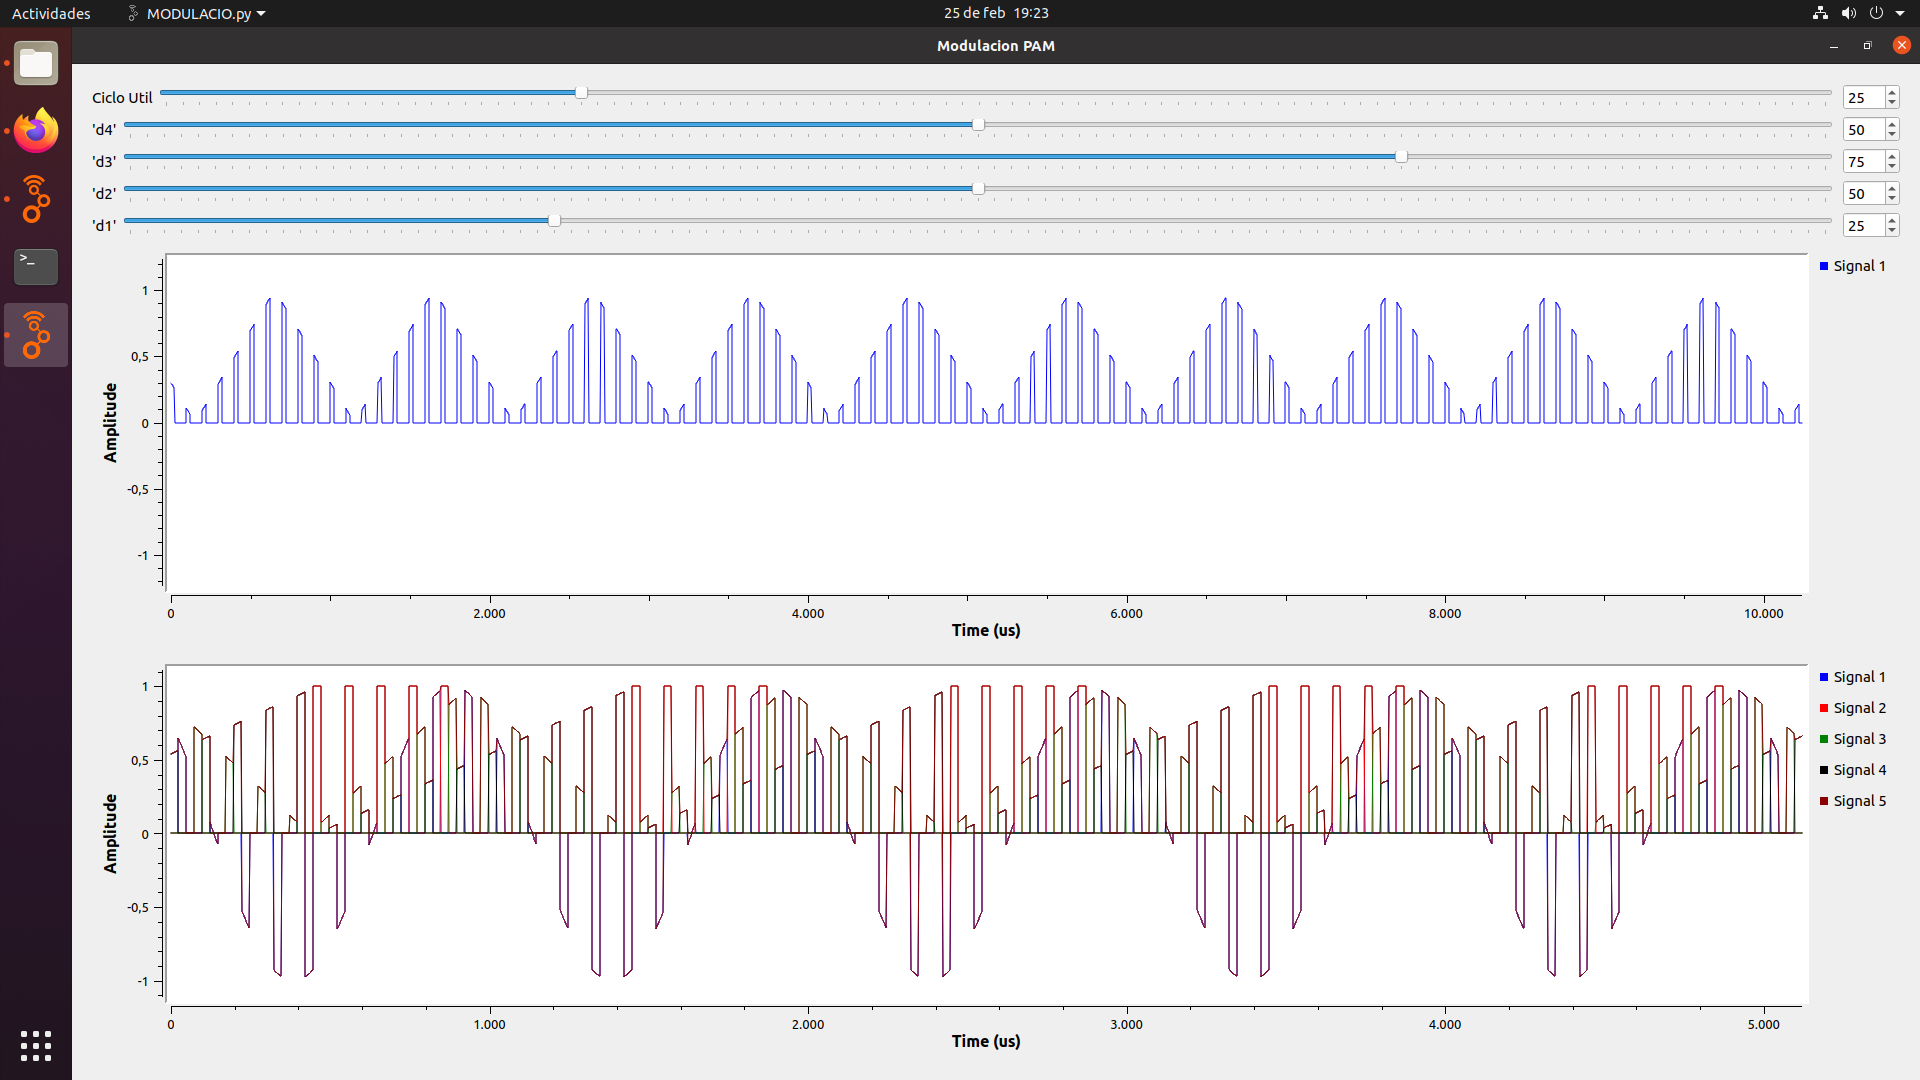 Actividades MODULACIO.py 25 de feb 19:23
Modulacion PAM
Ciclo Util 25
'd4' 50
'd3' 75
'd2' 50
'd1' 25
>_
Signal 1
1
0,5
0
-0,5
-1
Amplitude
0 2.000 4.000 6.000 8.000 10.000
Time (us)
Signal 1
Signal 2
Signal 3
Signal 4
Signal 5
1
0,5
0
-0,5
-1
Amplitude
0 1.000 2.000 3.000 4.000 5.000
Time (us)